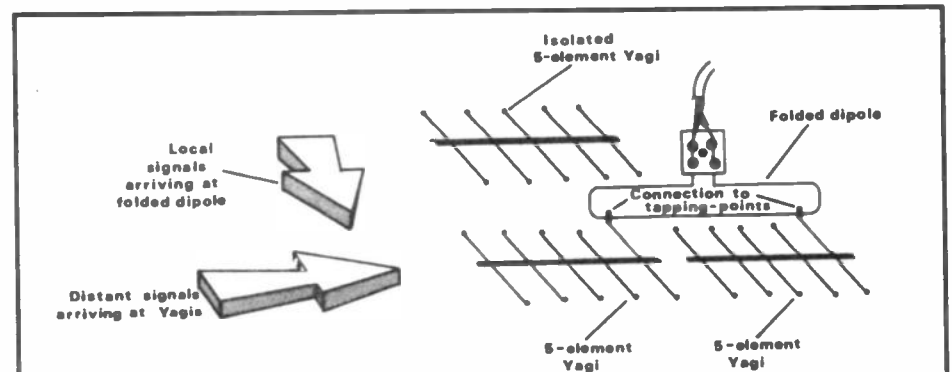 Isolated
5-element Yagi
Folded dipole
Local
signals
arriving at
folded dipole
Connection to
tapping-points
Distant signals
arriving at Yagis
5-element
Yagi
5-element
Yagi